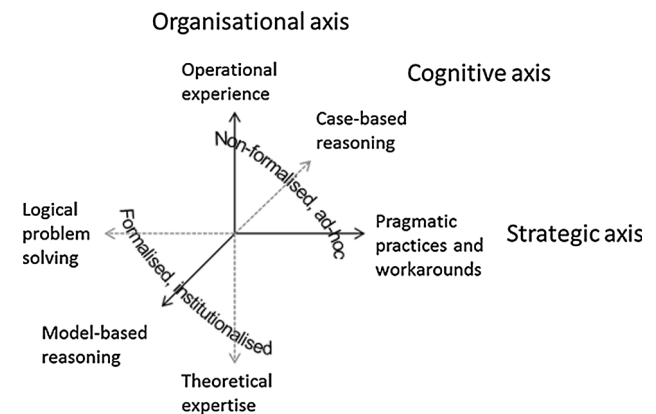 Organisational axis
Operational
experience
Cognitive axis
Case-based
reasoning
Non-formalised, ad-hoc
Logical
problem
solving
Formalised, institutionalised
Pragmatic
practices and
workarounds
Strategic axis
Model-based
reasoning
Theoretical
expertise